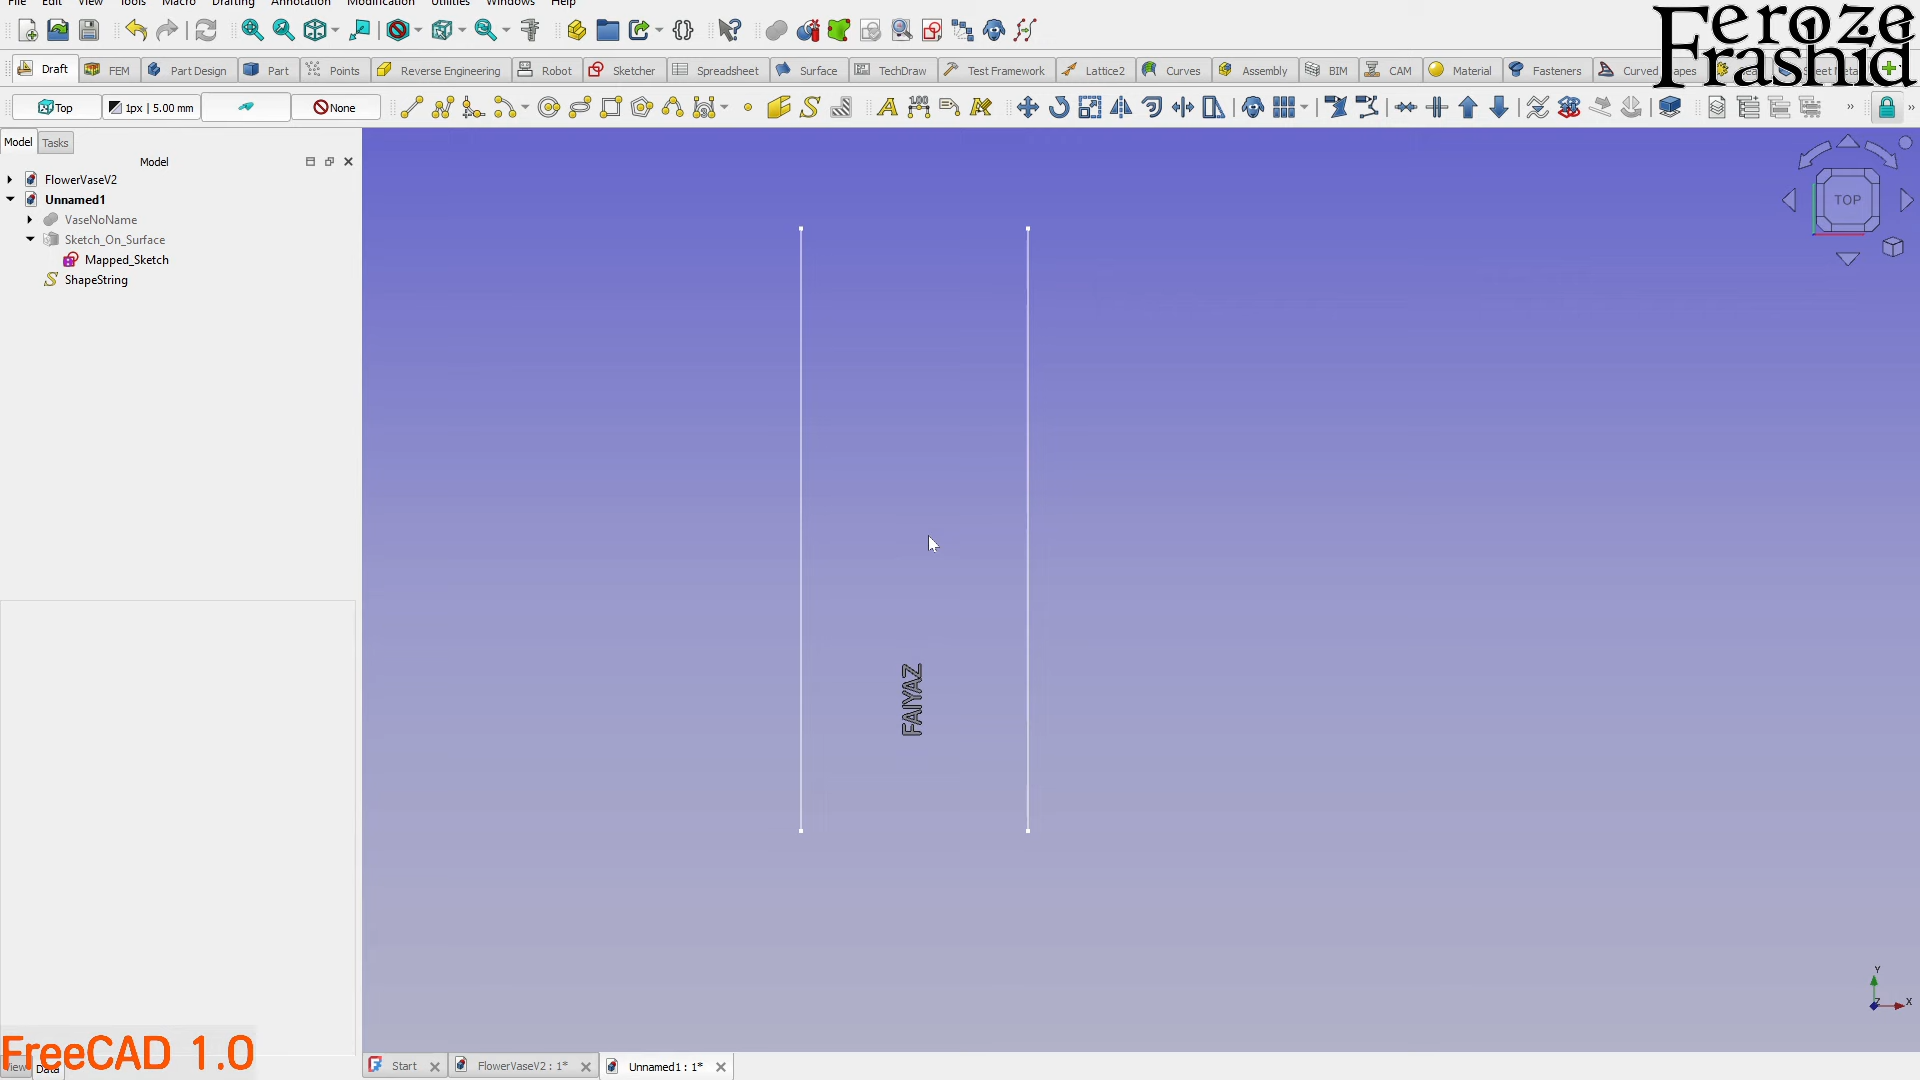 File Edit View Tools Macro Drafting Annotation Modification Utilities Windows Help
Feroze
Frashid
Draft FEM Part Design Part Points Reverse Engineering Robot Sketcher Spreadsheet Surface TechDraw Test Framework Lattice2 Curves Assembly BIM CAM Material Fasteners Curved Shapes
Top 1px | 5.00 mm None
Model Tasks
Model
FlowerVaseV2
Unnamed1
VaseNoName
Sketch_On_Surface
Mapped_Sketch
ShapeString
TOP
FAIYAZ
Y
Z X
FreeCAD 1.0
View Data
Start FlowerVaseV2 : 1* Unnamed1 : 1*